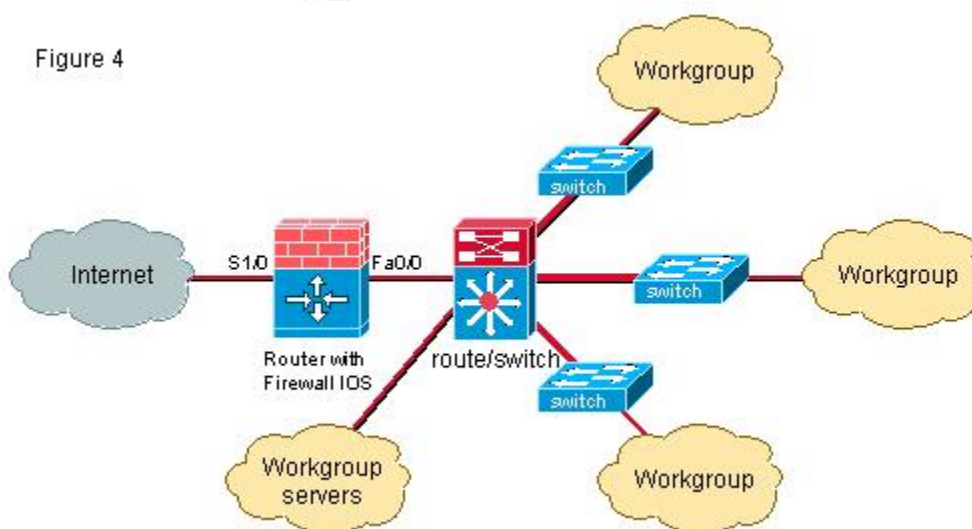 Figure 4
Workgroup
switch
Internet
S1/0
Fa0/0
switch
Workgroup
Router with
Firewall IOS
route/switch
switch
Workgroup
servers
Workgroup